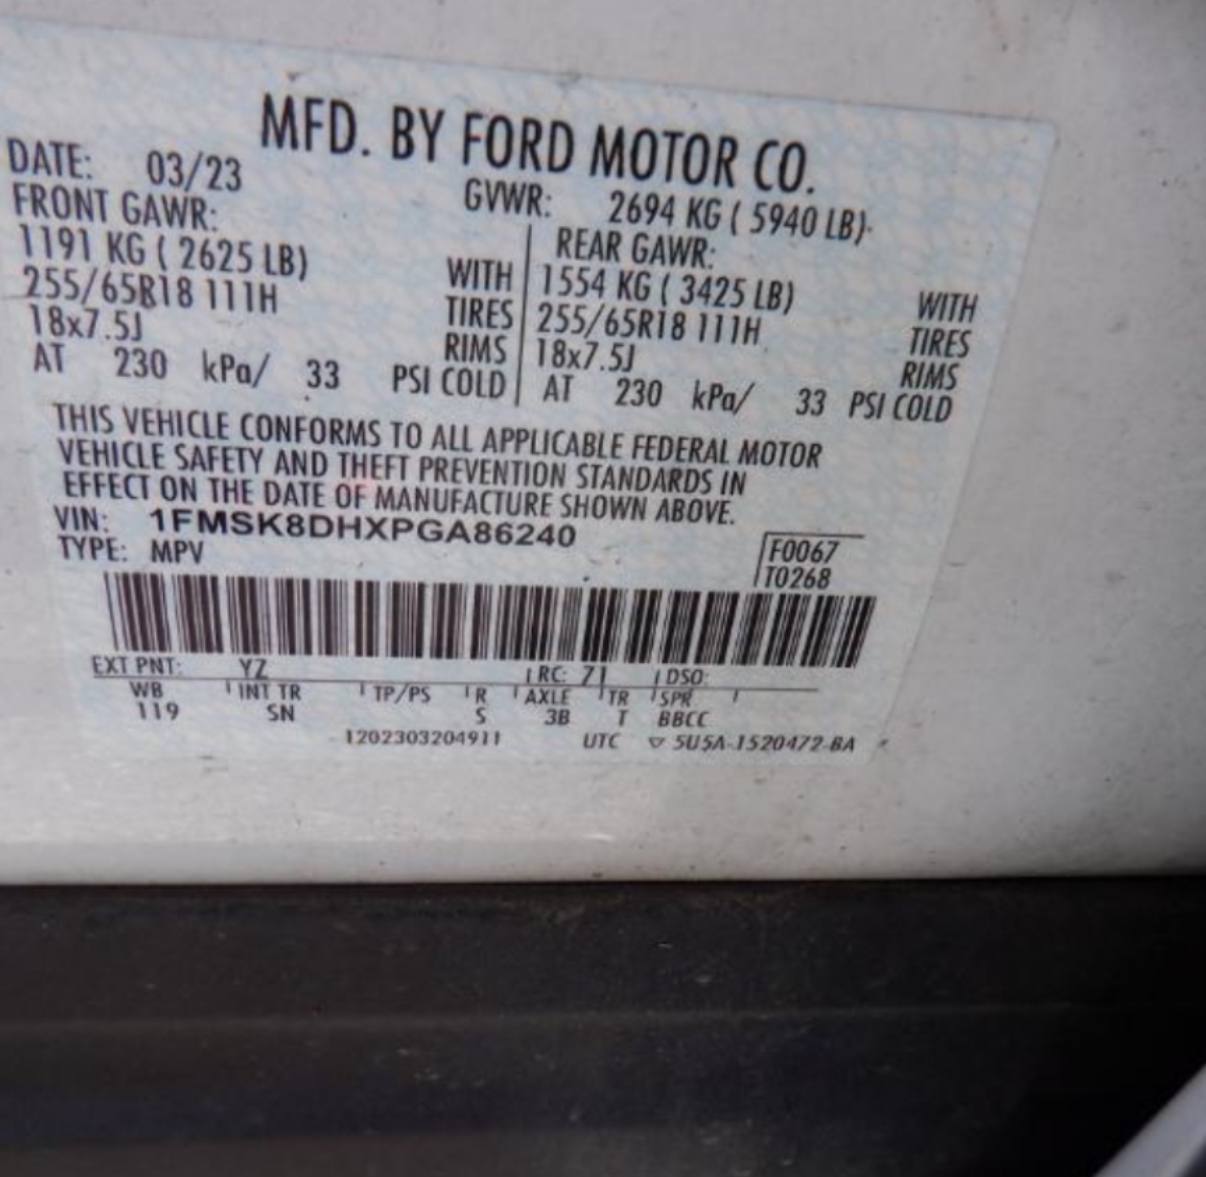 MFD. BY FORD MOTOR CO.
DATE: 03/23 GVWR: 2694 KG ( 5940 LB)
FRONT GAWR: REAR GAWR:
1191 KG ( 2625 LB) WITH 1554 KG ( 3425 LB) WITH
255/65R18 111H TIRES 255/65R18 111H TIRES
18x7.5J RIMS 18x7.5J RIMS
AT 230 kPa/ 33 PSI COLD AT 230 kPa/ 33 PSI COLD
THIS VEHICLE CONFORMS TO ALL APPLICABLE FEDERAL MOTOR
VEHICLE SAFETY AND THEFT PREVENTION STANDARDS IN
EFFECT ON THE DATE OF MANUFACTURE SHOWN ABOVE.
VIN: 1FMSK8DHXPGA86240
TYPE: MPV
F0067
T0268
EXT PNT: YZ RC: 71 DSO:
WB INT TR TP/PS R AXLE TR SPR
119 SN S 3B T BBCC
1202303204911 UTC ▽ 5U5A-1520472-BA